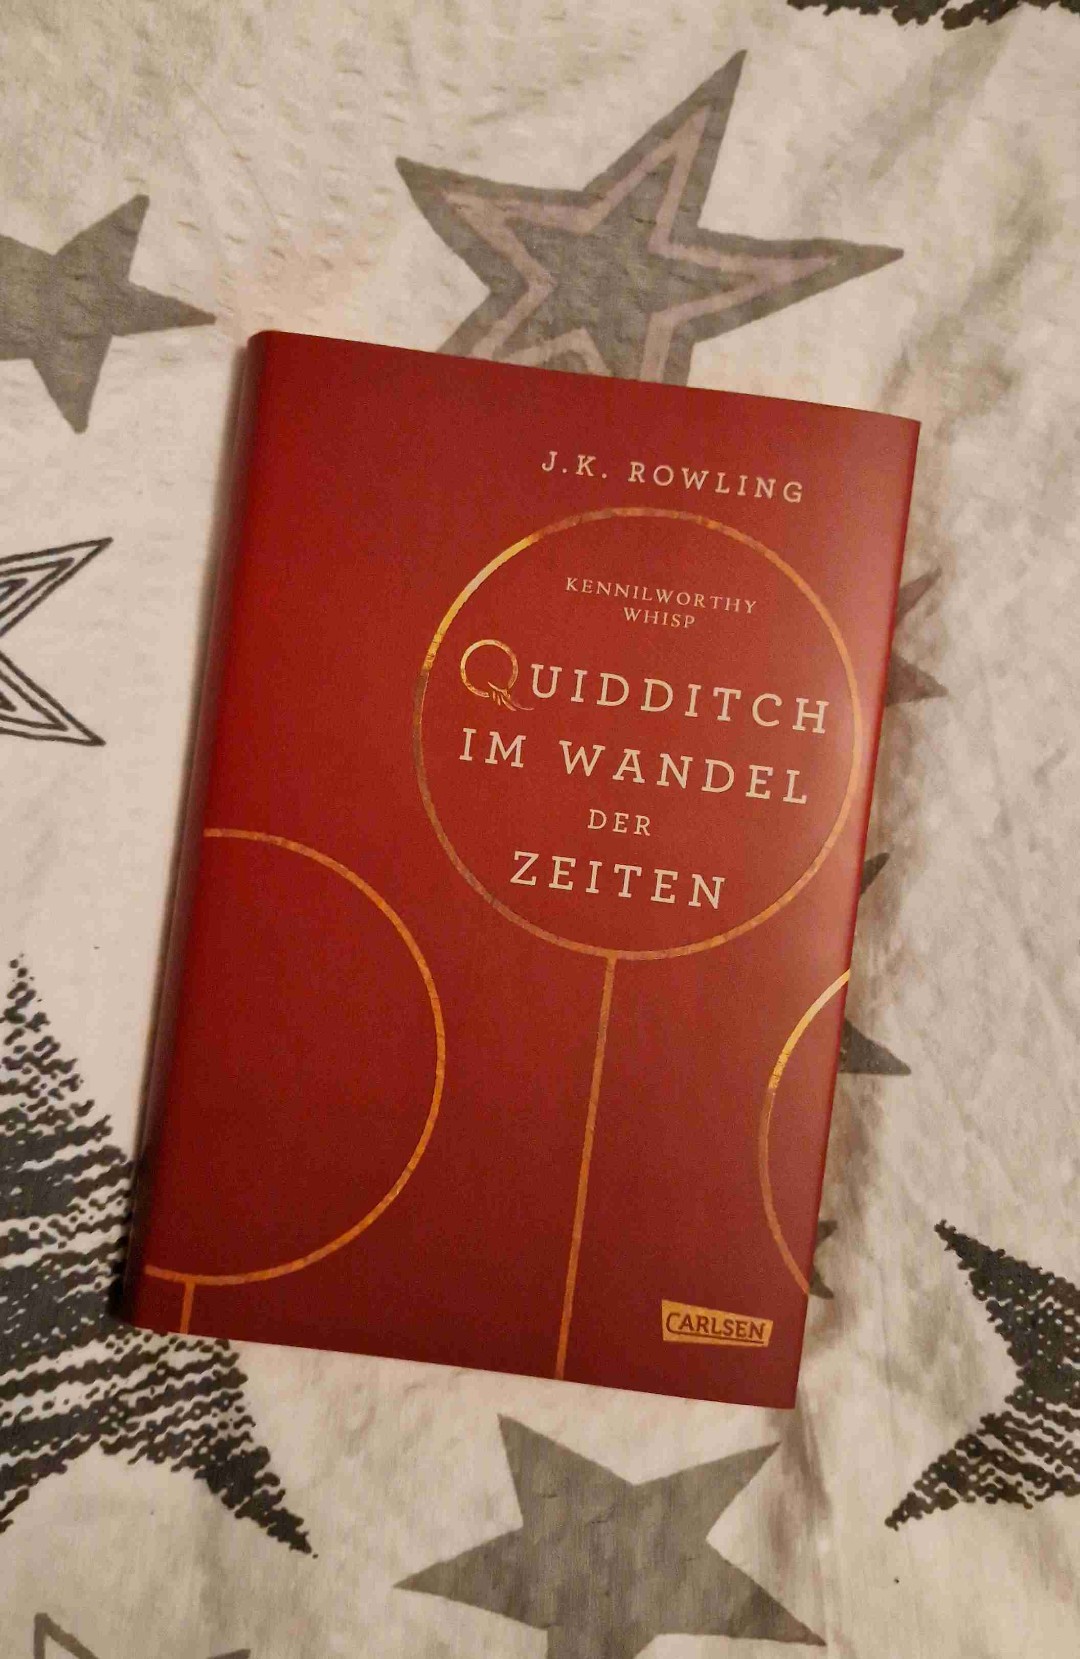 J.K. ROWLING
KENNILWORTHY
WHISP
QUIDDITCH
IM WANDEL
DER
ZEITEN
CARLSEN